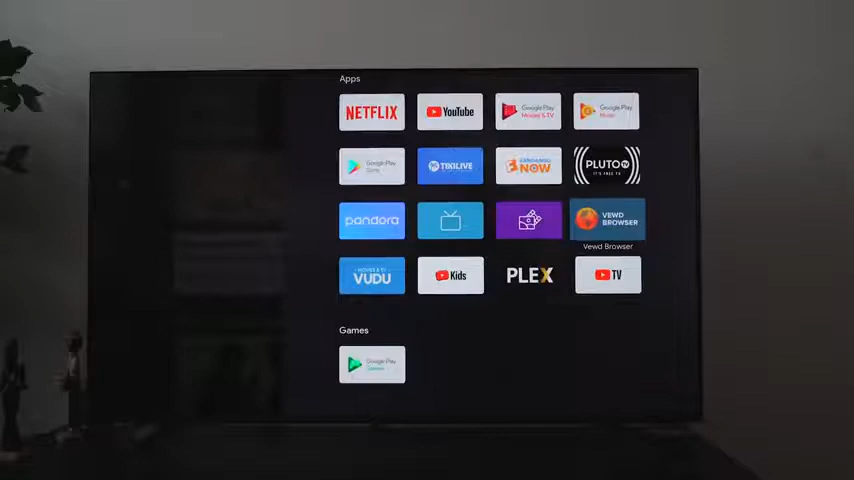 Apps
NETFLIX
YouTube
Google Play
Movies & TV
Google Play
Music
Google Play
Store
TIKILIVE
FANDANGO
NOW
PLUTO TV
IT'S FREE TV
pandora
VEWD
BROWSER
Vewd Browser
MOVIES & TV
VUDU
Kids
PLEX
TV
Games
Google Play
Games